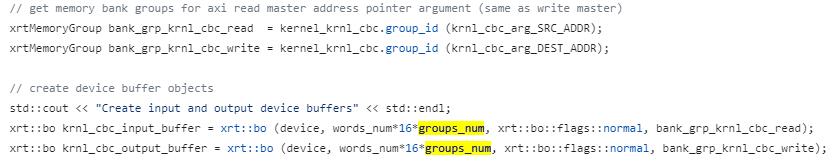 // get memory bank groups for axi read master address pointer argument (same as write master)
xrtMemoryGroup bank_grp_krnl_cbc_read  = kernel_krnl_cbc.group_id (krnl_cbc_arg_SRC_ADDR);
xrtMemoryGroup bank_grp_krnl_cbc_write = kernel_krnl_cbc.group_id (krnl_cbc_arg_DEST_ADDR);
// create device buffer objects
std::cout << "Create input and output device buffers" << std::endl;
xrt::bo krnl_cbc_input_buffer = xrt::bo (device, words_num*16*groups_num, xrt::bo::flags::normal, bank_grp_krnl_cbc_read);
xrt::bo krnl_cbc_output_buffer = xrt::bo (device, words_num*16*groups_num, xrt::bo::flags::normal, bank_grp_krnl_cbc_write);